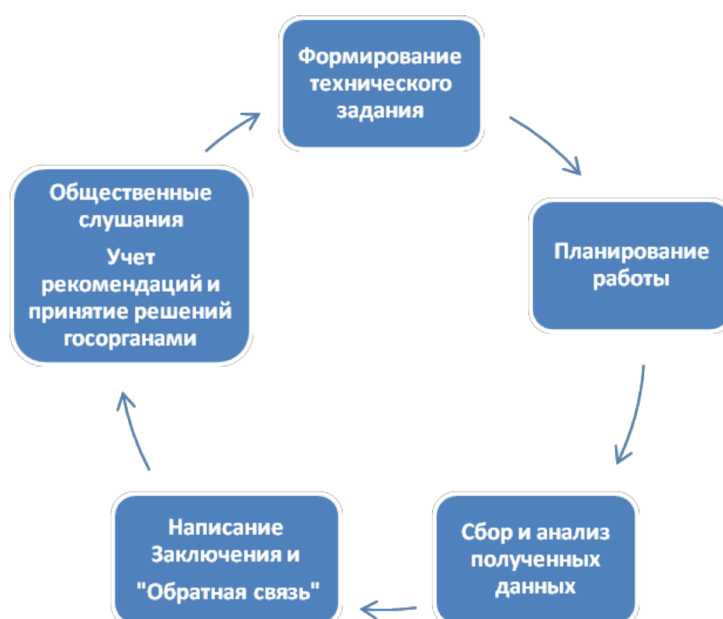 Формирование
технического
задания
Планирование
работы
Сбор и анализ
полученных
данных
Написание
Заключения и
"Обратная связь"
Общественные
слушания
Учет
рекомендаций и
принятие решений
госорганами